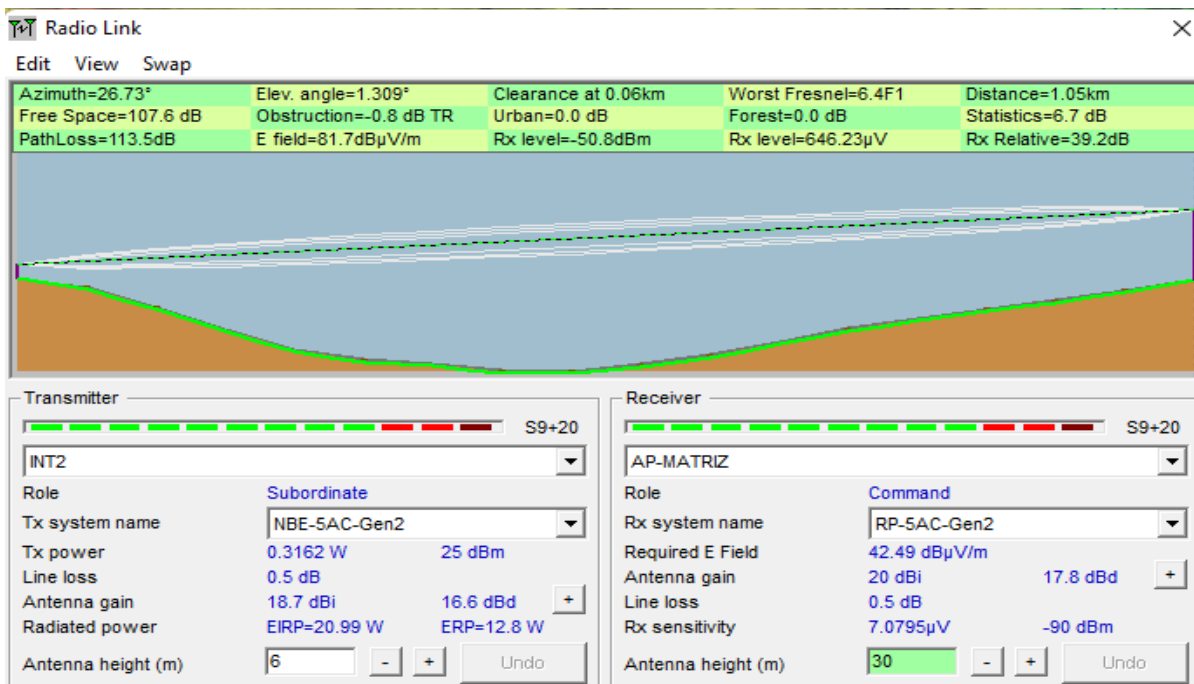 Radio Link
Edit View Swap
Azimuth=26.73° Elev. angle=1.309° Clearance at 0.06km Worst Fresnel=6.4F1 Distance=1.05km
Free Space=107.6 dB Obstruction=-0.8 dB TR Urban=0.0 dB Forest=0.0 dB Statistics=6.7 dB
PathLoss=113.5dB E field=81.7dBµV/m Rx level=-50.8dBm Rx level=646.23µV Rx Relative=39.2dB
Transmitter
S9+20
INT2
Role Subordinate
Tx system name NBE-5AC-Gen2
Tx power 0.3162 W 25 dBm
Line loss 0.5 dB
Antenna gain 18.7 dBi 16.6 dBd +
Radiated power EIRP=20.99 W ERP=12.8 W
Antenna height (m) 6 - + Undo
Receiver
S9+20
AP-MATRIZ
Role Command
Rx system name RP-5AC-Gen2
Required E Field 42.49 dBµV/m
Antenna gain 20 dBi 17.8 dBd +
Line loss 0.5 dB
Rx sensitivity 7.0795µV -90 dBm
Antenna height (m) 30 - + Undo